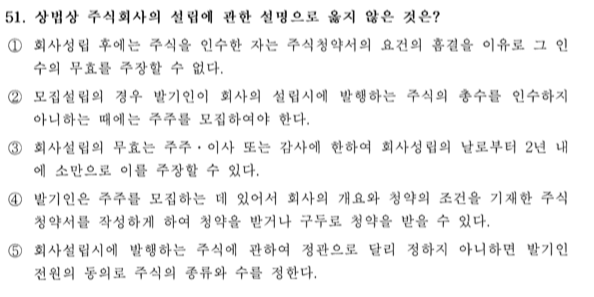 51. 상법상 주식회사의 설립에 관한 설명으로 옳지 않은 것은?
① 회사성립 후에는 주식을 인수한 자는 주식청약서의 요건의 흠결을 이유로 그 인
수의 무효를 주장할 수 없다.
② 모집설립의 경우 발기인이 회사의 설립시에 발행하는 주식의 총수를 인수하지
아니하는 때에는 주주를 모집하여야 한다.
③ 회사설립의 무효는 주주·이사 또는 감사에 한하여 회사성립의 날로부터 2년 내
에 소만으로 이를 주장할 수 있다.
④ 발기인은 주주를 모집하는 데 있어서 회사의 개요와 청약의 조건을 기재한 주식
청약서를 작성하게 하여 청약을 받거나 구두로 청약을 받을 수 있다.
⑤ 회사설립시에 발행하는 주식에 관하여 정관으로 달리 정하지 아니하면 발기인
전원의 동의로 주식의 종류와 수를 정한다.